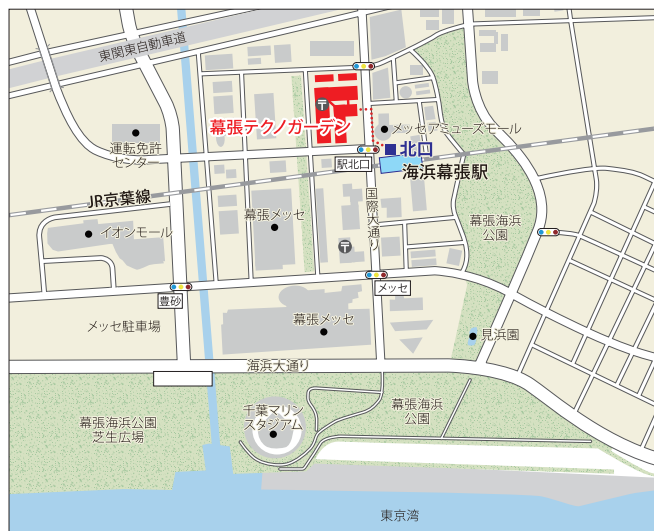 東関東自動車道
幕張テクノガーデン
メッセアミューズモール
運転免許
センター
北口
駅北口
海浜幕張駅
JR京葉線
国際大通り
幕張メッセ
イオンモール
幕張海浜
公園
豊砂
メッセ
メッセ駐車場
幕張メッセ
見浜園
海浜大通り
幕張海浜公園
芝生広場
千葉マリン
スタジアム
幕張海浜
公園
東京湾